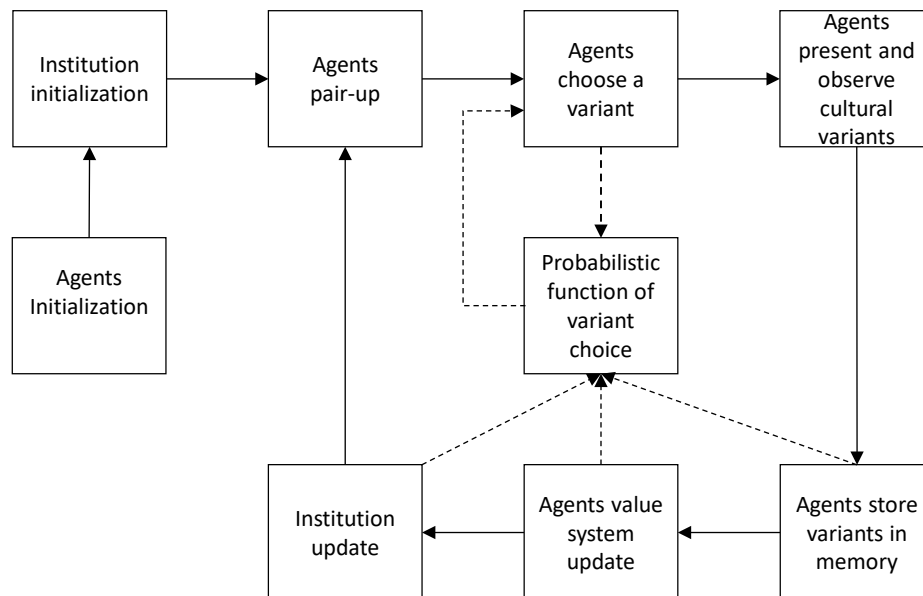 Institution
initialization
Agents
pair-up
Agents
choose a
variant
Agents
present and
observe
cultural
variants
Agents
Initialization
Probabilistic
function of
variant
choice
Institution
update
Agents value
system
update
Agents store
variants in
memory